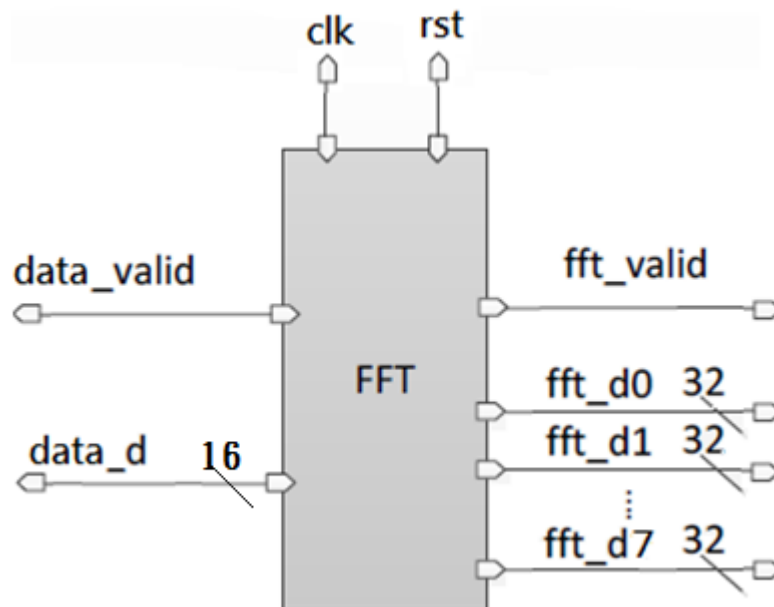 clk rst
data_valid fft_valid
FFT
fft_d0 32
data_d 16 fft_d1 32
fft_d7 32